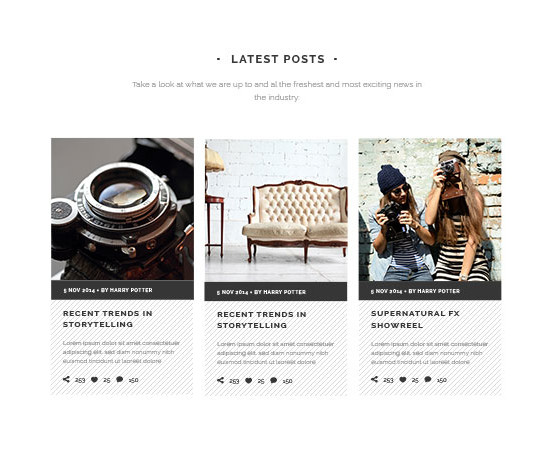 - LATEST POSTS -
Take a look at what we are up to and al the freshest and most exciting news in
the industry.
5 NOV 2014 • BY HARRY POTTER
RECENT TRENDS IN
STORYTELLING
Lorem ipsum dolor sit amet consectetuer
adipiscing elit, sed diam nonummy nibh
euismod tincidunt ut laoreet dolore
253 25 150
5 NOV 2014 • BY HARRY POTTER
RECENT TRENDS IN
STORYTELLING
Lorem ipsum dolor sit amet consectetuer
adipiscing elit, sed diam nonummy nibh
euismod tincidunt ut laoreet dolore
253 25 150
5 NOV 2014 • BY HARRY POTTER
SUPERNATURAL FX
SHOWREEL
Lorem ipsum dolor sit amet consectetuer
adipiscing elit, sed diam nonummy nibh
euismod tincidunt ut laoreet dolore
253 25 150